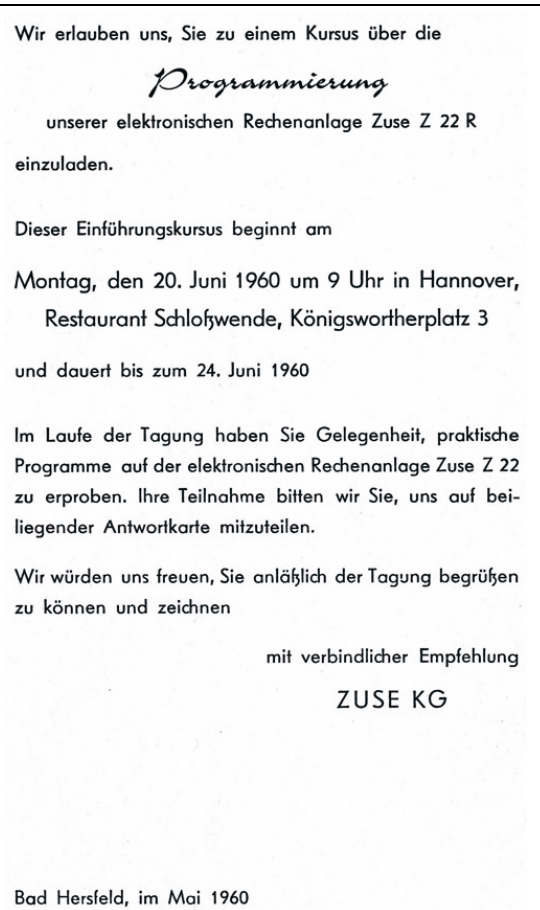 Wir erlauben uns, Sie zu einem Kursus über die
Programmierung
unserer elektronischen Rechenanlage Zuse Z 22 R
einzuladen.
Dieser Einführungskursus beginnt am
Montag, den 20. Juni 1960 um 9 Uhr in Hannover,
Restaurant Schloßwende, Königswortherplatz 3
und dauert bis zum 24. Juni 1960
Im Laufe der Tagung haben Sie Gelegenheit, praktische
Programme auf der elektronischen Rechenanlage Zuse Z 22
zu erproben. Ihre Teilnahme bitten wir Sie, uns auf bei-
liegender Antwortkarte mitzuteilen.
Wir würden uns freuen, Sie anläßlich der Tagung begrüßen
zu können und zeichnen
mit verbindlicher Empfehlung
ZUSE KG
Bad Hersfeld, im Mai 1960